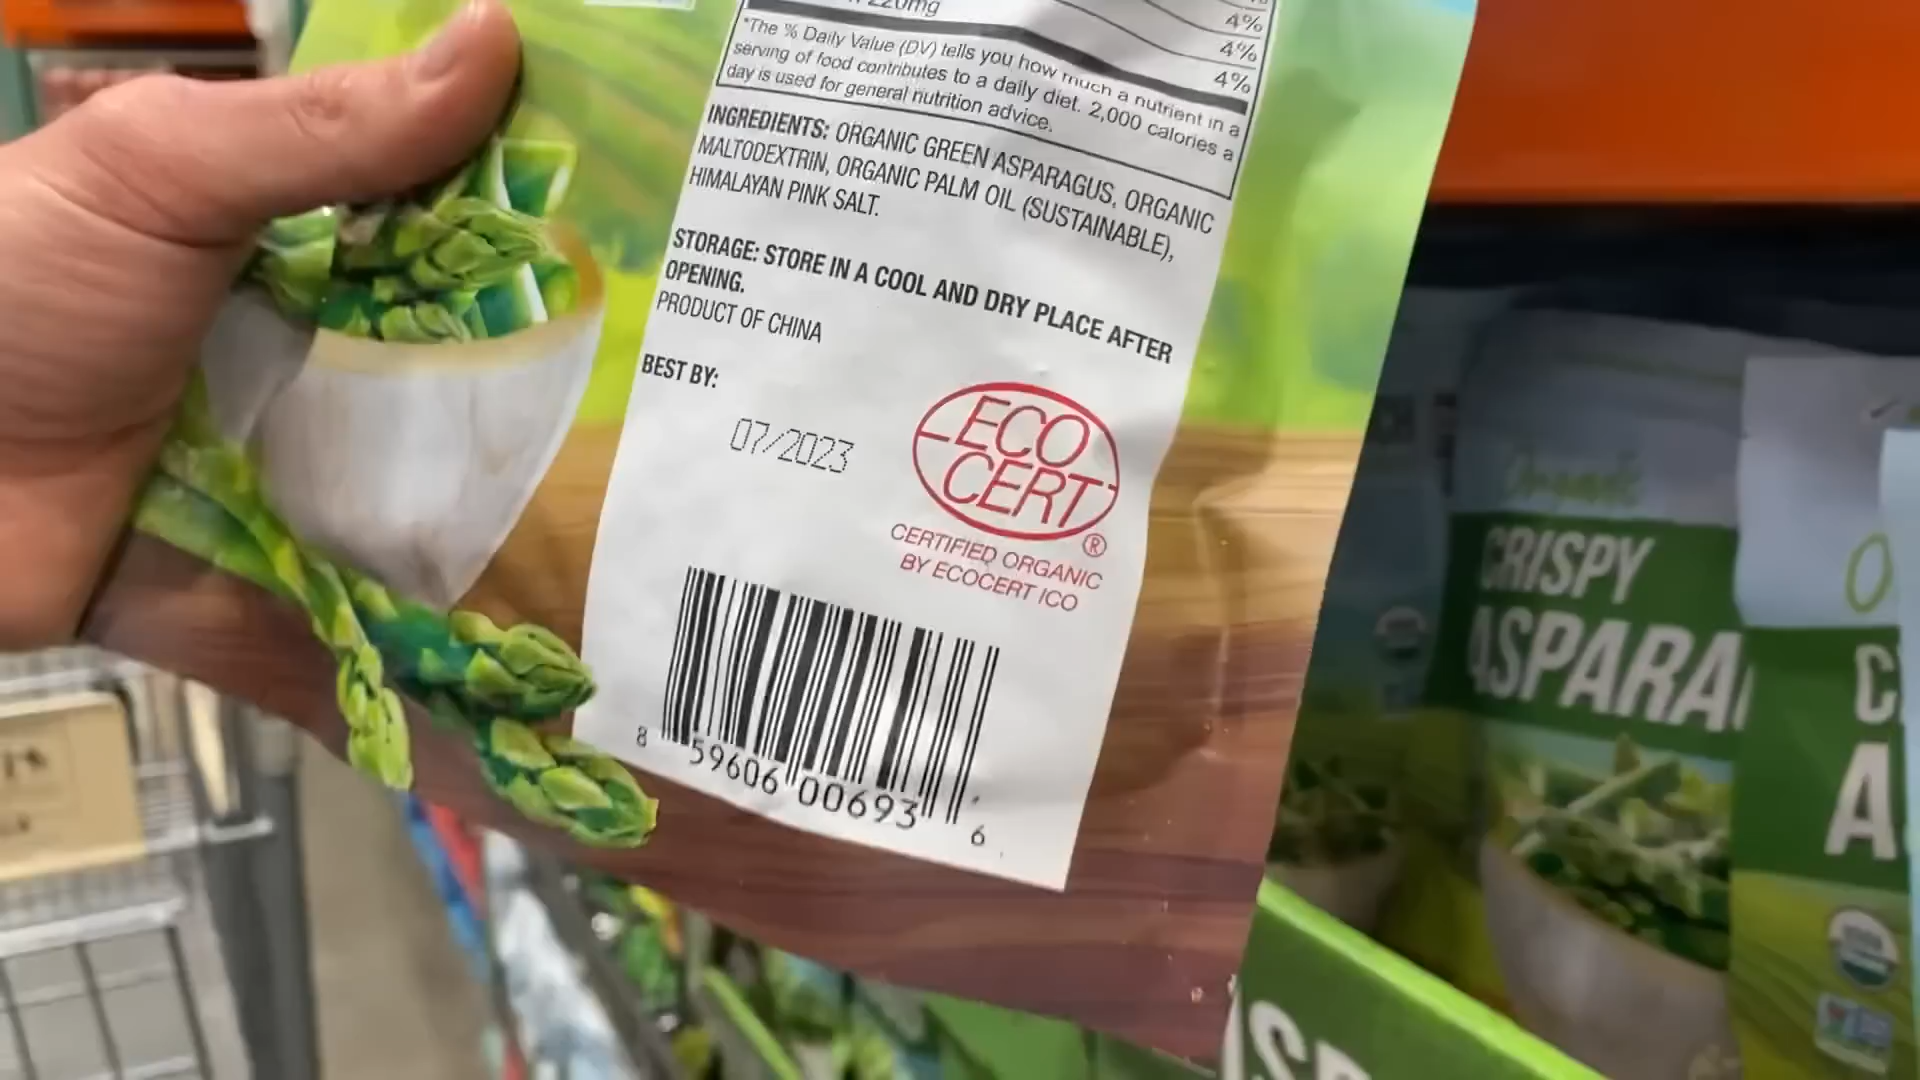 220mg
4%
4%
4%
*The % Daily Value (DV) tells you how much a nutrient in a
serving of food contributes to a daily diet. 2,000 calories a
day is used for general nutrition advice.
INGREDIENTS: ORGANIC GREEN ASPARAGUS, ORGANIC
MALTODEXTRIN, ORGANIC PALM OIL (SUSTAINABLE),
HIMALAYAN PINK SALT.
STORAGE: STORE IN A COOL AND DRY PLACE AFTER
OPENING.
PRODUCT OF CHINA
BEST BY:
07/2023
ECO
CERT®
CERTIFIED ORGANIC
BY ECOCERT ICO
8 59606 00693 6
Organic
CRISPY
ASPARA
O
C
A
USDA